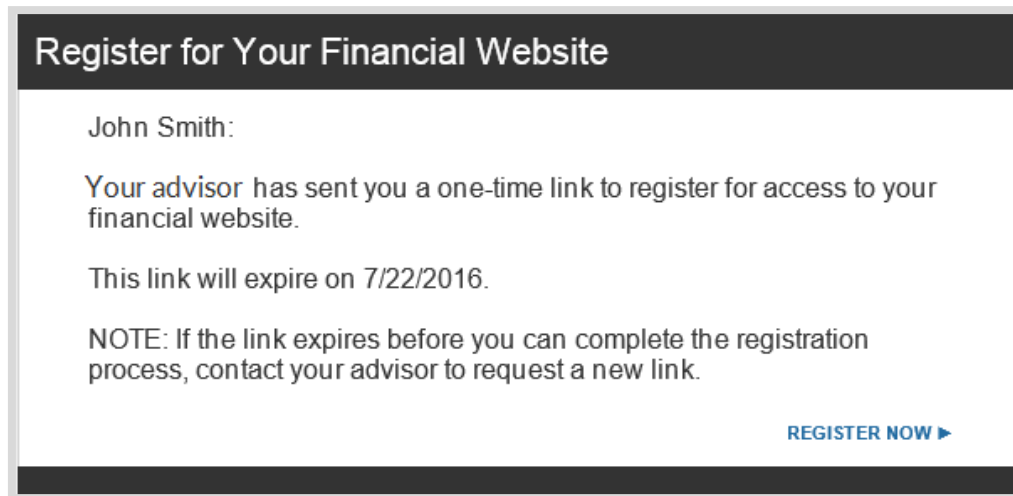 Register for Your Financial Website
John Smith:
Your advisor has sent you a one-time link to register for access to your
financial website.
This link will expire on 7/22/2016.
NOTE: If the link expires before you can complete the registration
process, contact your advisor to request a new link.
REGISTER NOW ►